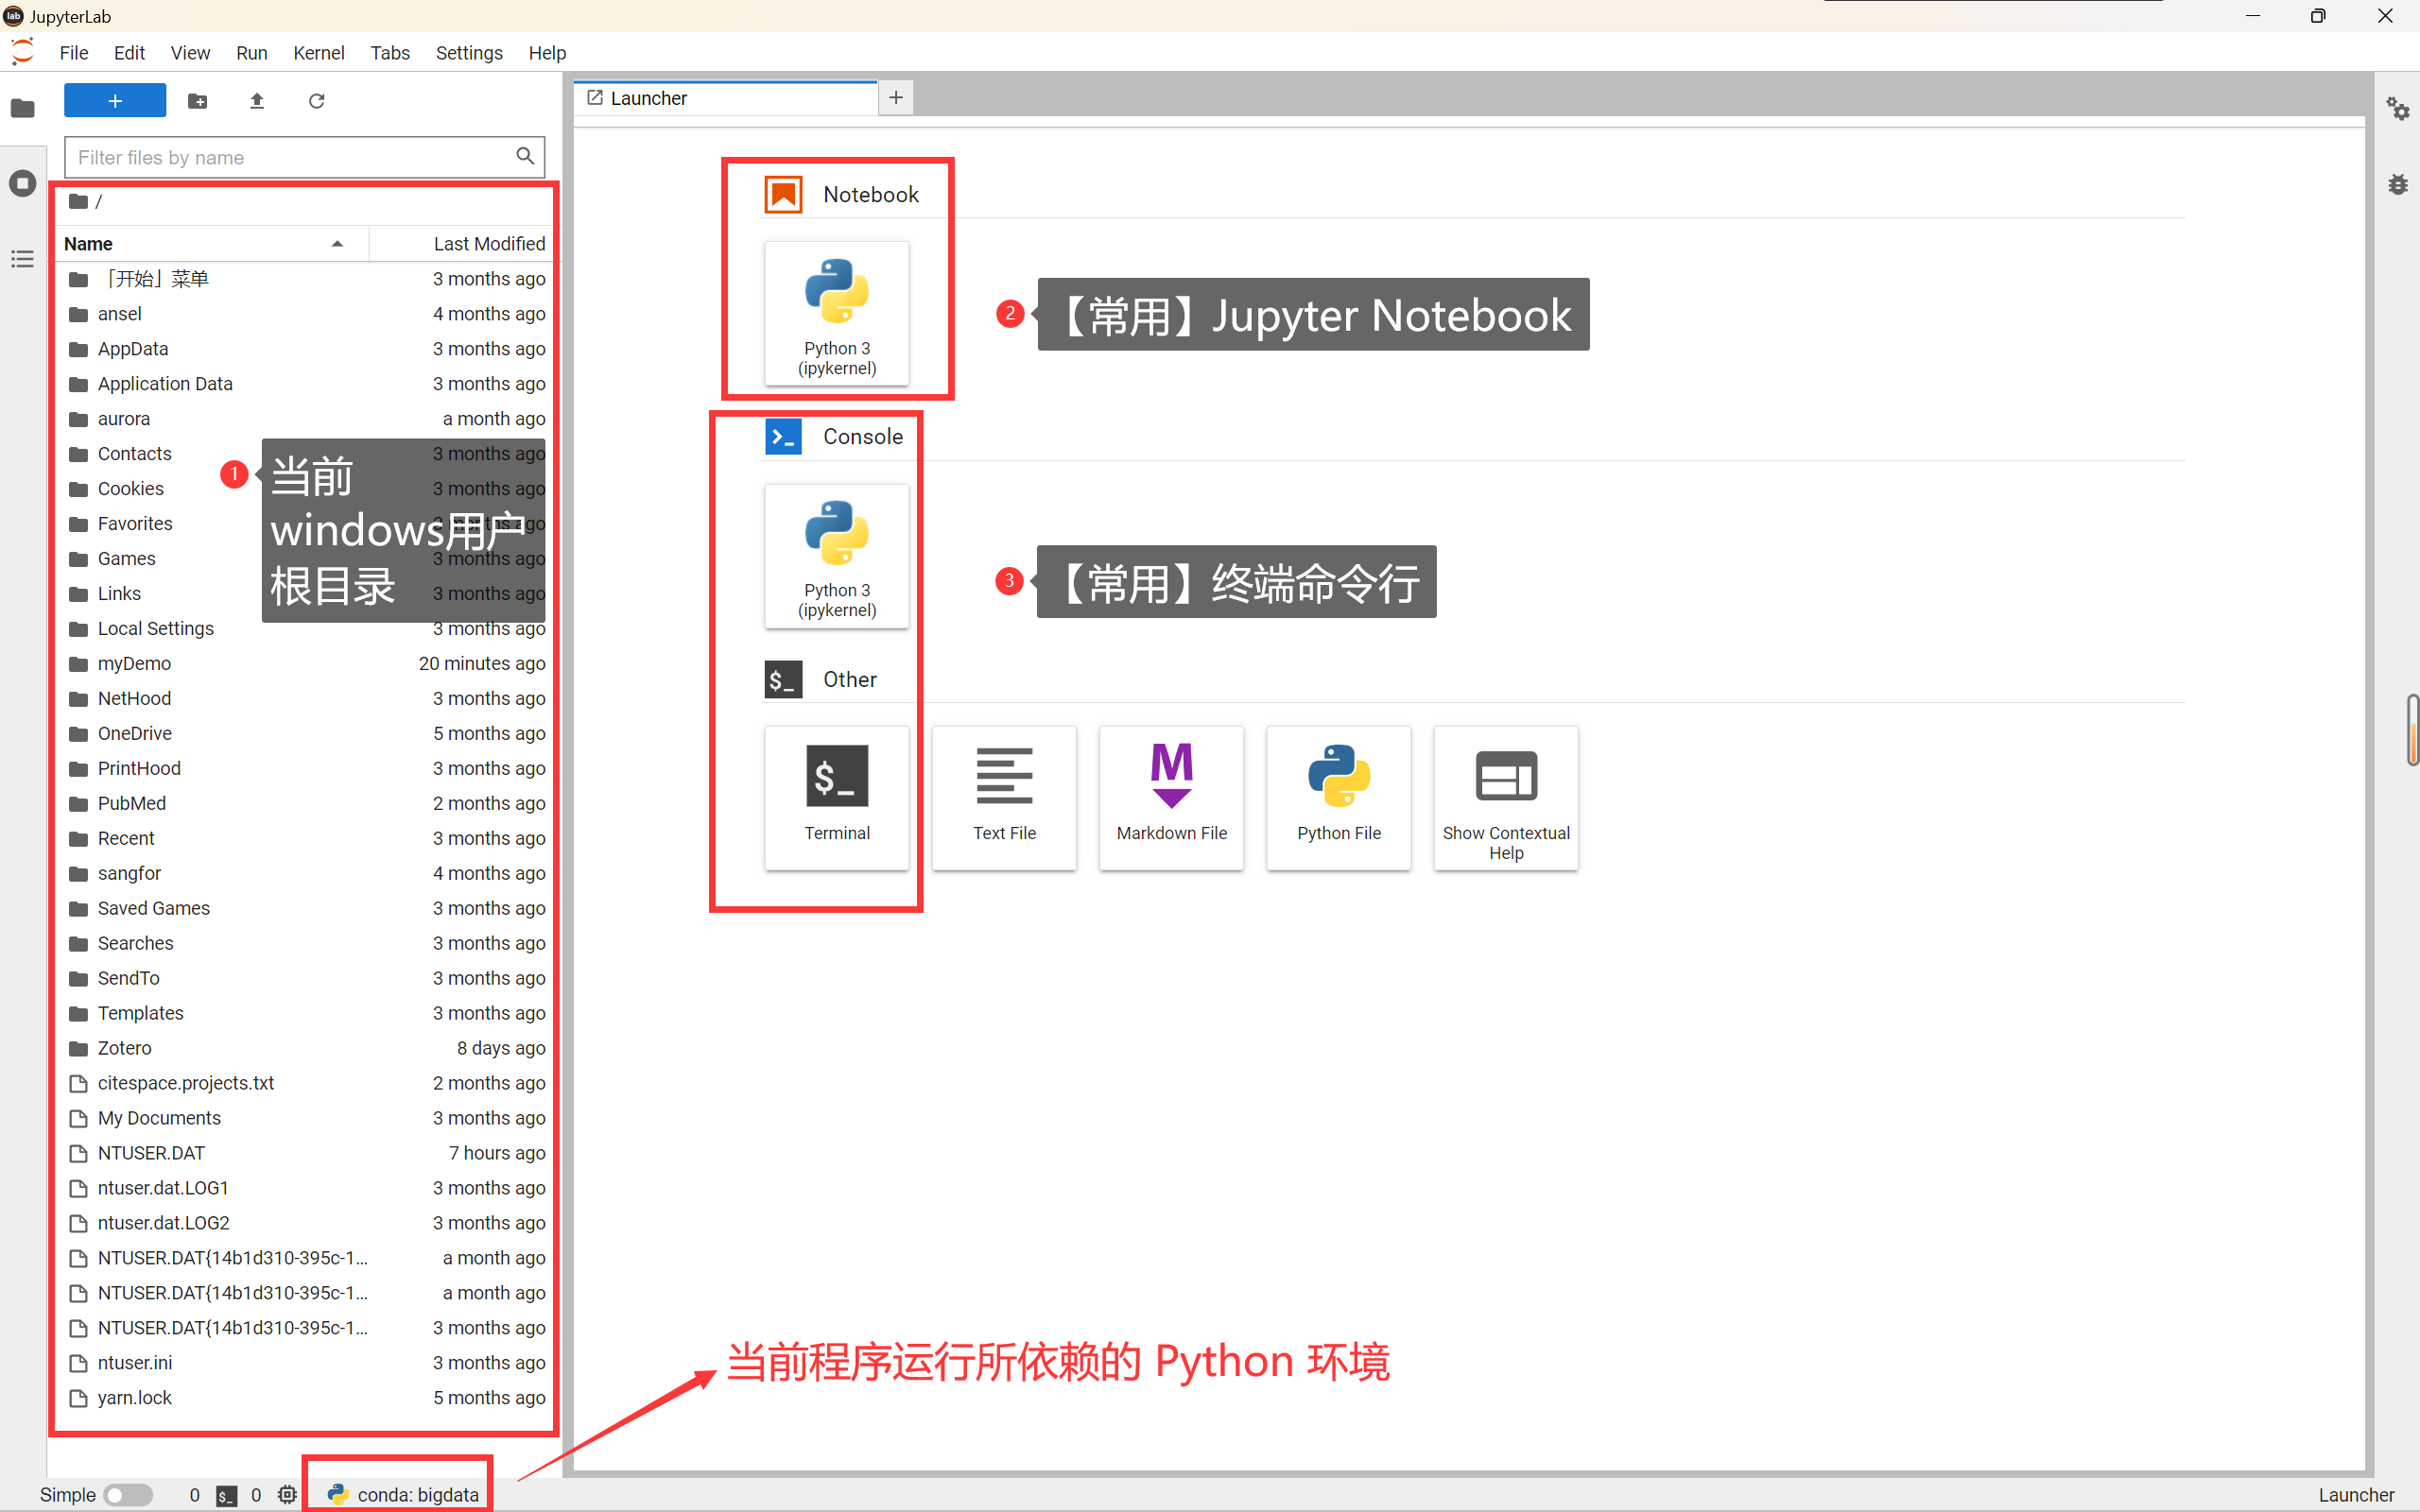 lab JupyterLab
File Edit View Run Kernel Tabs Settings Help
+
Filter files by name
/
Name Last Modified
「开始」菜单 3 months ago
ansel 4 months ago
AppData 3 months ago
Application Data 3 months ago
aurora a month ago
Contacts 3 months ago
Cookies 3 months ago
Favorites 3 months ago
Games 3 months ago
Links 3 months ago
Local Settings 3 months ago
myDemo 20 minutes ago
NetHood 3 months ago
OneDrive 5 months ago
PrintHood 3 months ago
PubMed 2 months ago
Recent 3 months ago
sangfor 4 months ago
Saved Games 3 months ago
Searches 3 months ago
SendTo 3 months ago
Templates 3 months ago
Zotero 8 days ago
citespace.projects.txt 2 months ago
My Documents 3 months ago
NTUSER.DAT 7 hours ago
ntuser.dat.LOG1 3 months ago
ntuser.dat.LOG2 3 months ago
NTUSER.DAT{14b1d310-395c-1... a month ago
NTUSER.DAT{14b1d310-395c-1... a month ago
NTUSER.DAT{14b1d310-395c-1... 3 months ago
ntuser.ini 3 months ago
yarn.lock 5 months ago
1 当前
windows用户
根目录
Launcher +
Notebook
Python 3
(ipykernel)
2 【常用】Jupyter Notebook
>_ Console
Python 3
(ipykernel)
3 【常用】终端命令行
$_ Other
$_
Terminal
Text File
M
Markdown File
Python File
Show Contextual
Help
当前程序运行所依赖的 Python 环境
Simple 0 $_ 0 conda: bigdata Launcher